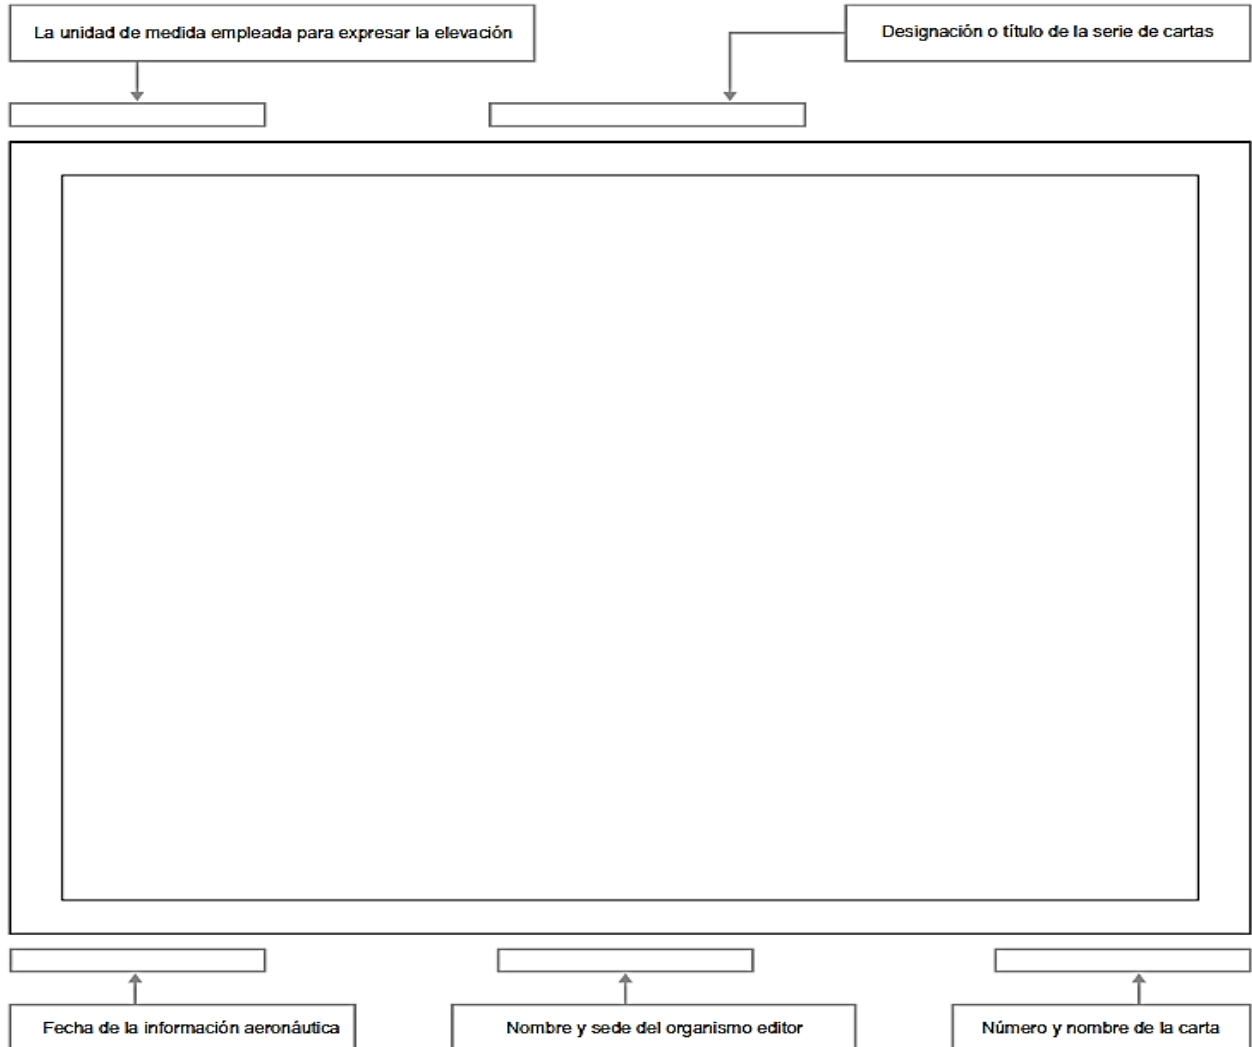 La unidad de medida empleada para expresar la elevación
Designación o título de la serie de cartas
Fecha de la información aeronáutica
Nombre y sede del organismo editor
Número y nombre de la carta